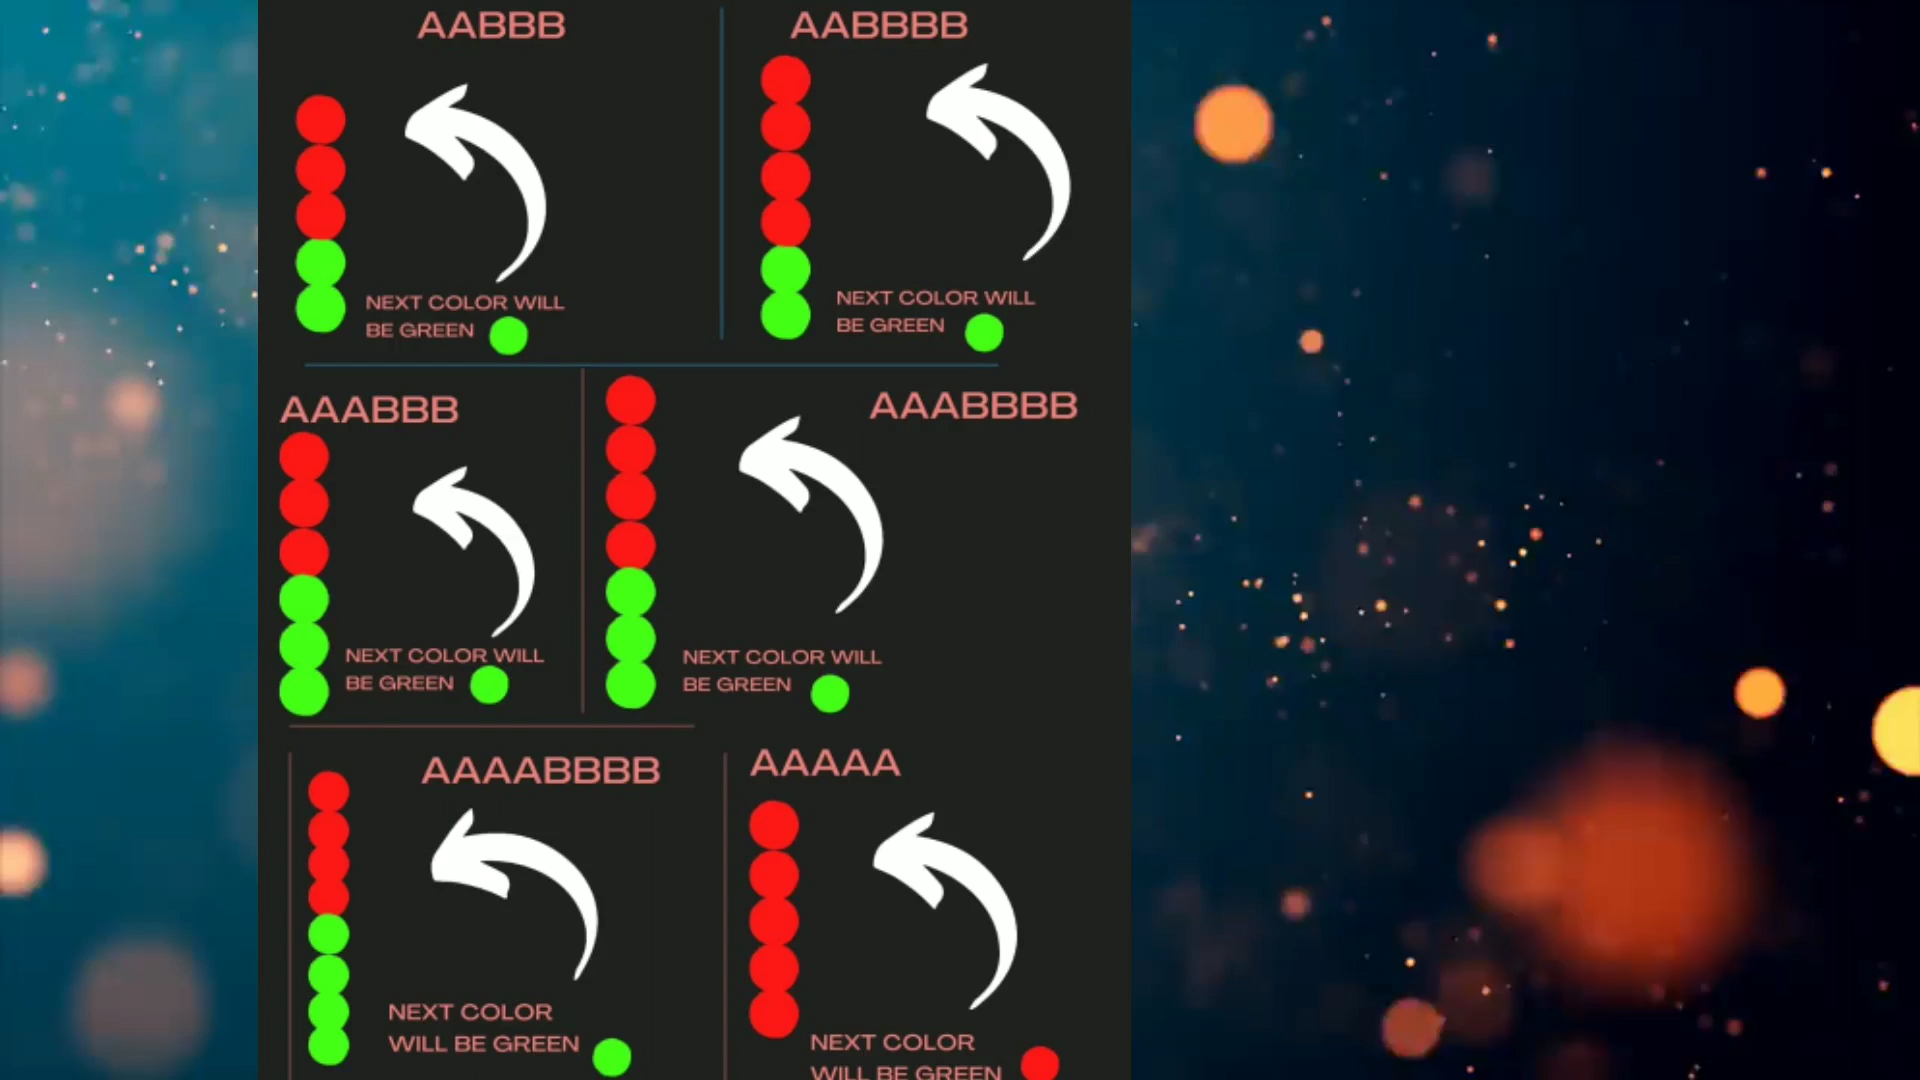 AABBB
NEXT COLOR WILL
BE GREEN
AABBBB
NEXT COLOR WILL
BE GREEN
AAABBB
NEXT COLOR WILL
BE GREEN
AAABBBB
NEXT COLOR WILL
BE GREEN
AAAABBBB
NEXT COLOR
WILL BE GREEN
AAAAA
NEXT COLOR
WILL BE GREEN